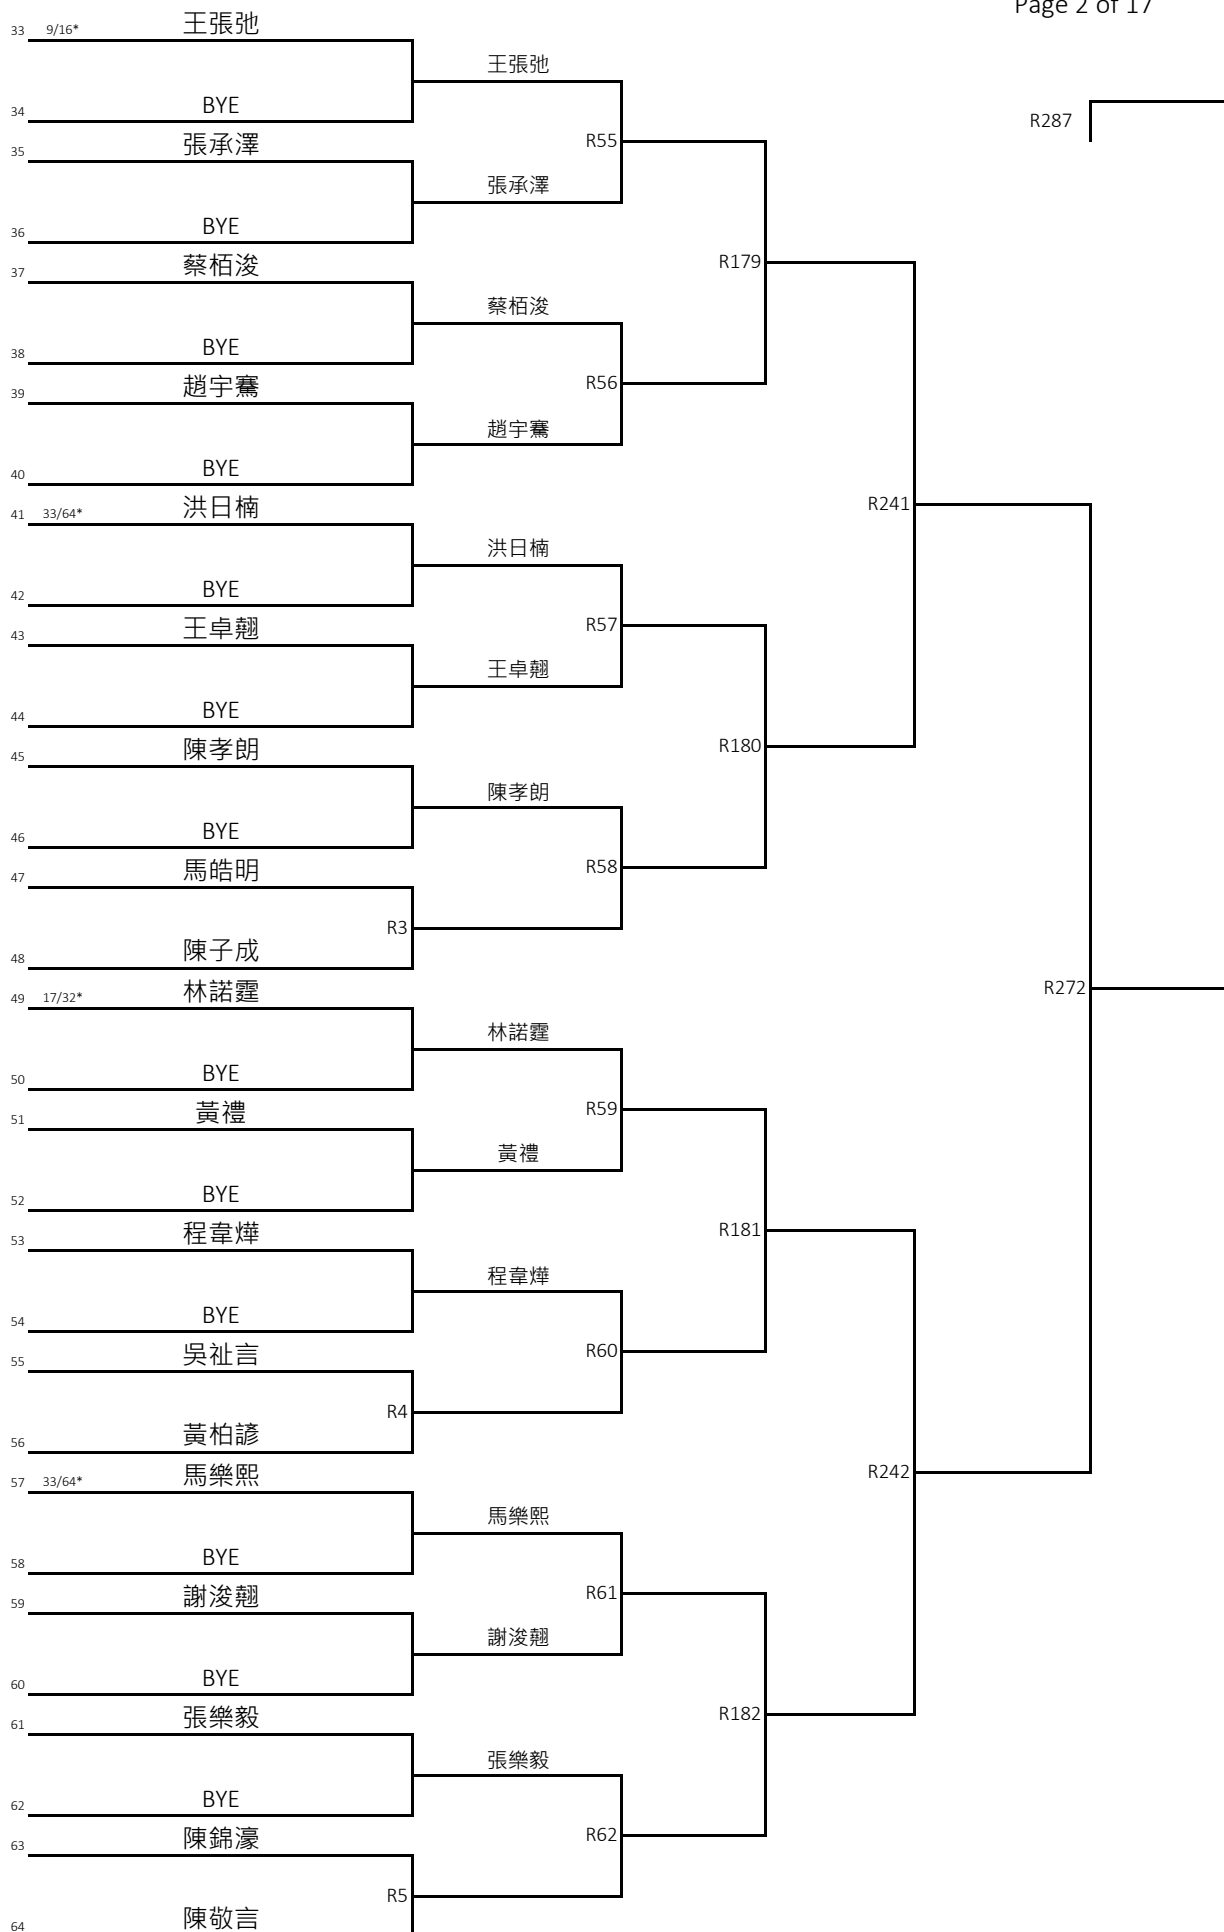 Page 2 of 17
33 9/16* 王張弛
王張弛
34 BYE
R287
35 張承澤
R55
張承澤
36 BYE
37 蔡栢浚
R179
蔡栢浚
38 BYE
39 趙宇騫
R56
趙宇騫
40 BYE
41 33/64* 洪日楠
R241
洪日楠
42 BYE
43 王卓翹
R57
王卓翹
44 BYE
45 陳孝朗
R180
陳孝朗
46 BYE
47 馬皓明
R58
R3
48 陳子成
49 17/32* 林諾霆
R272
林諾霆
50 BYE
51 黃禮
R59
黃禮
52 BYE
53 程韋燁
R181
程韋燁
54 BYE
55 吳祉言
R60
R4
56 黃柏諺
57 33/64* 馬樂熙
R242
馬樂熙
58 BYE
59 謝浚翹
R61
謝浚翹
60 BYE
61 張樂毅
R182
張樂毅
62 BYE
63 陳錦濠
R62
R5
64 陳敬言